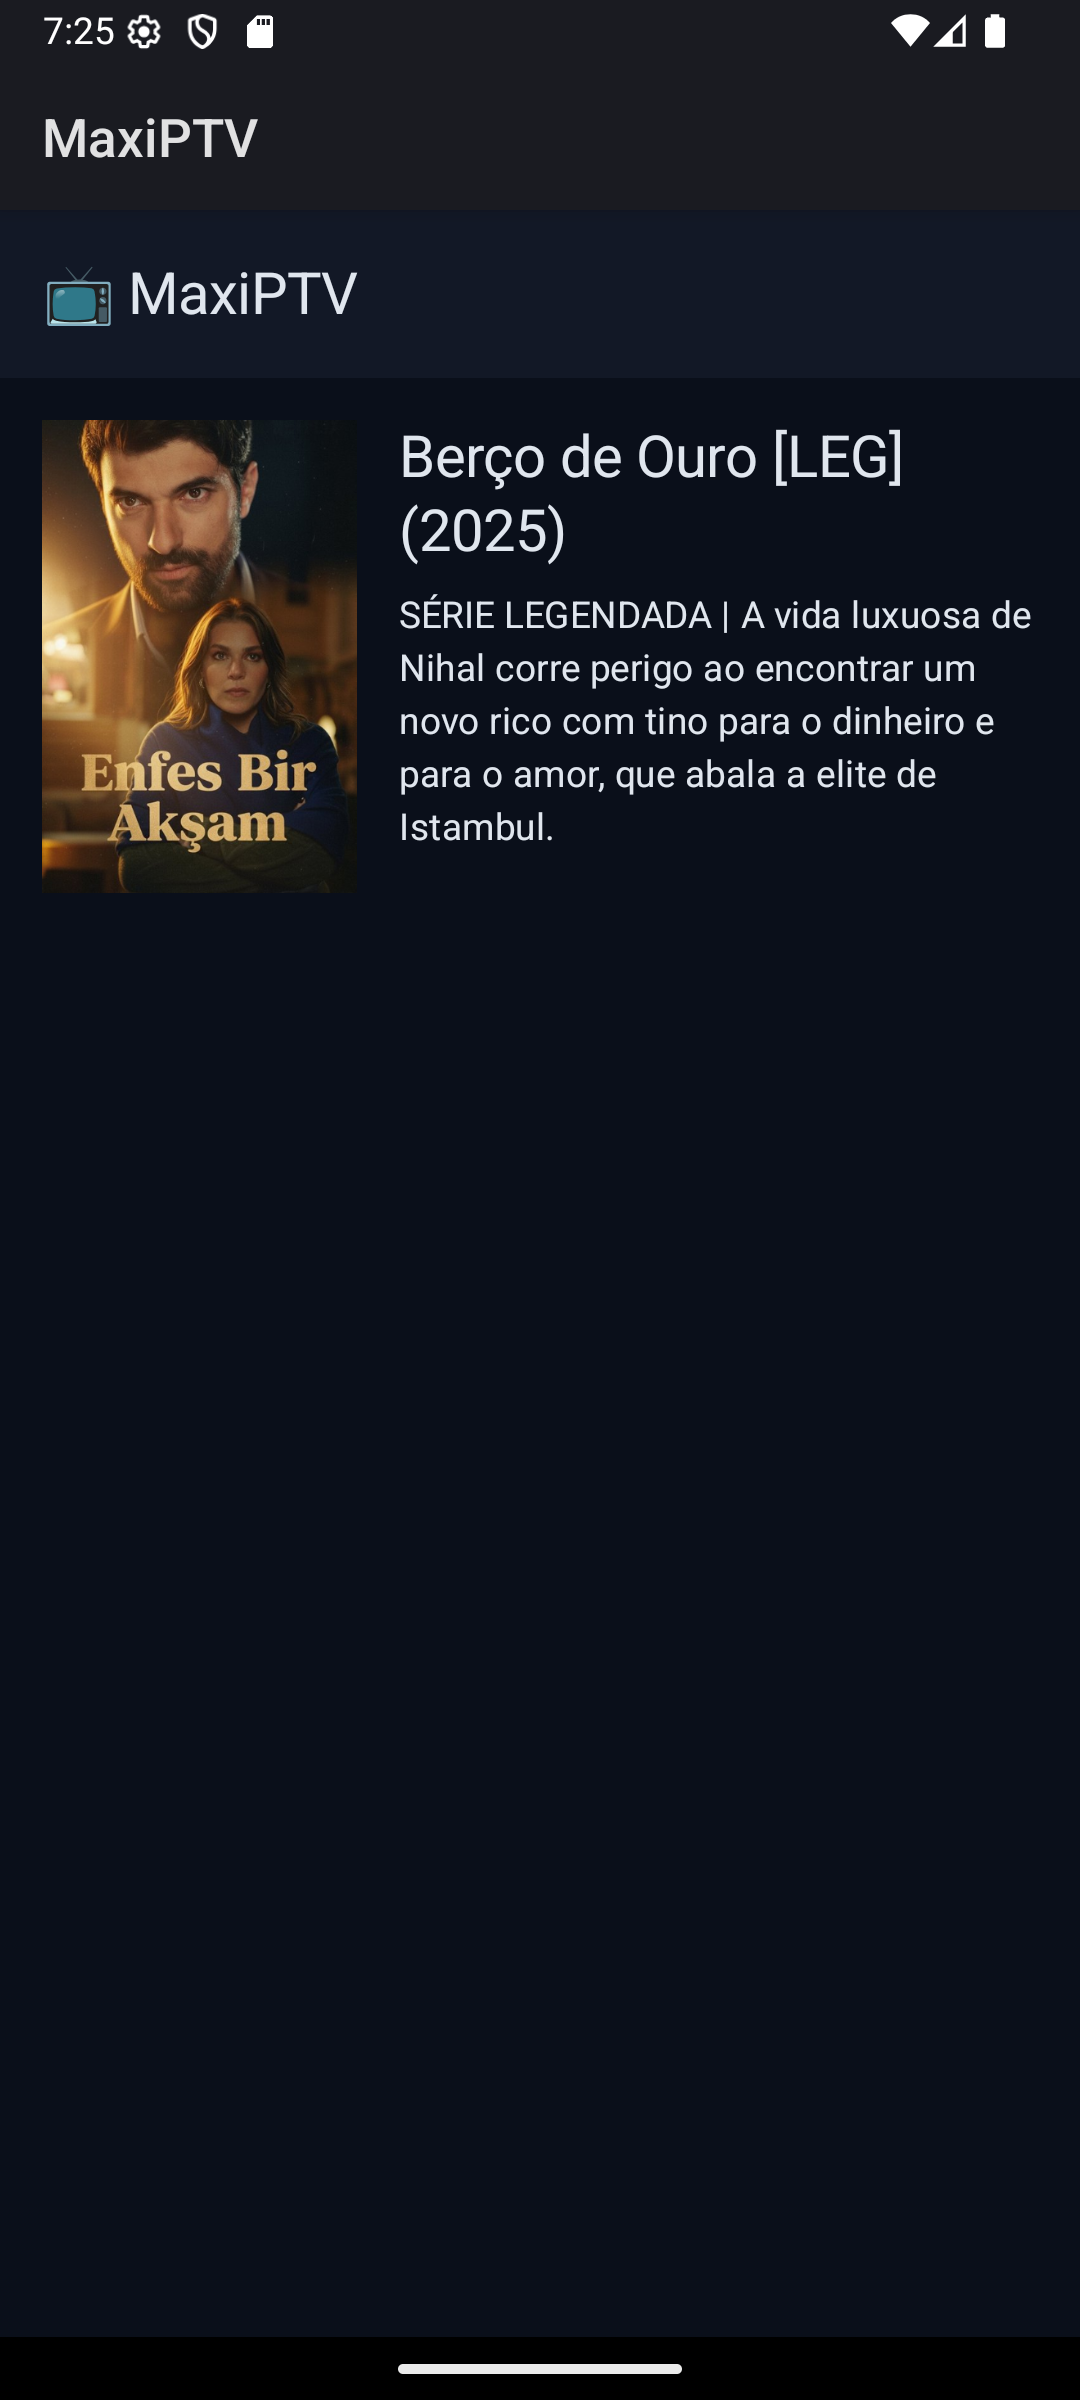 7:25
MaxiPTV
MaxiPTV
Enfes Bir
Akşam
Berço de Ouro [LEG]
(2025)
SÉRIE LEGENDADA | A vida luxuosa de
Nihal corre perigo ao encontrar um
novo rico com tino para o dinheiro e
para o amor, que abala a elite de
Istambul.